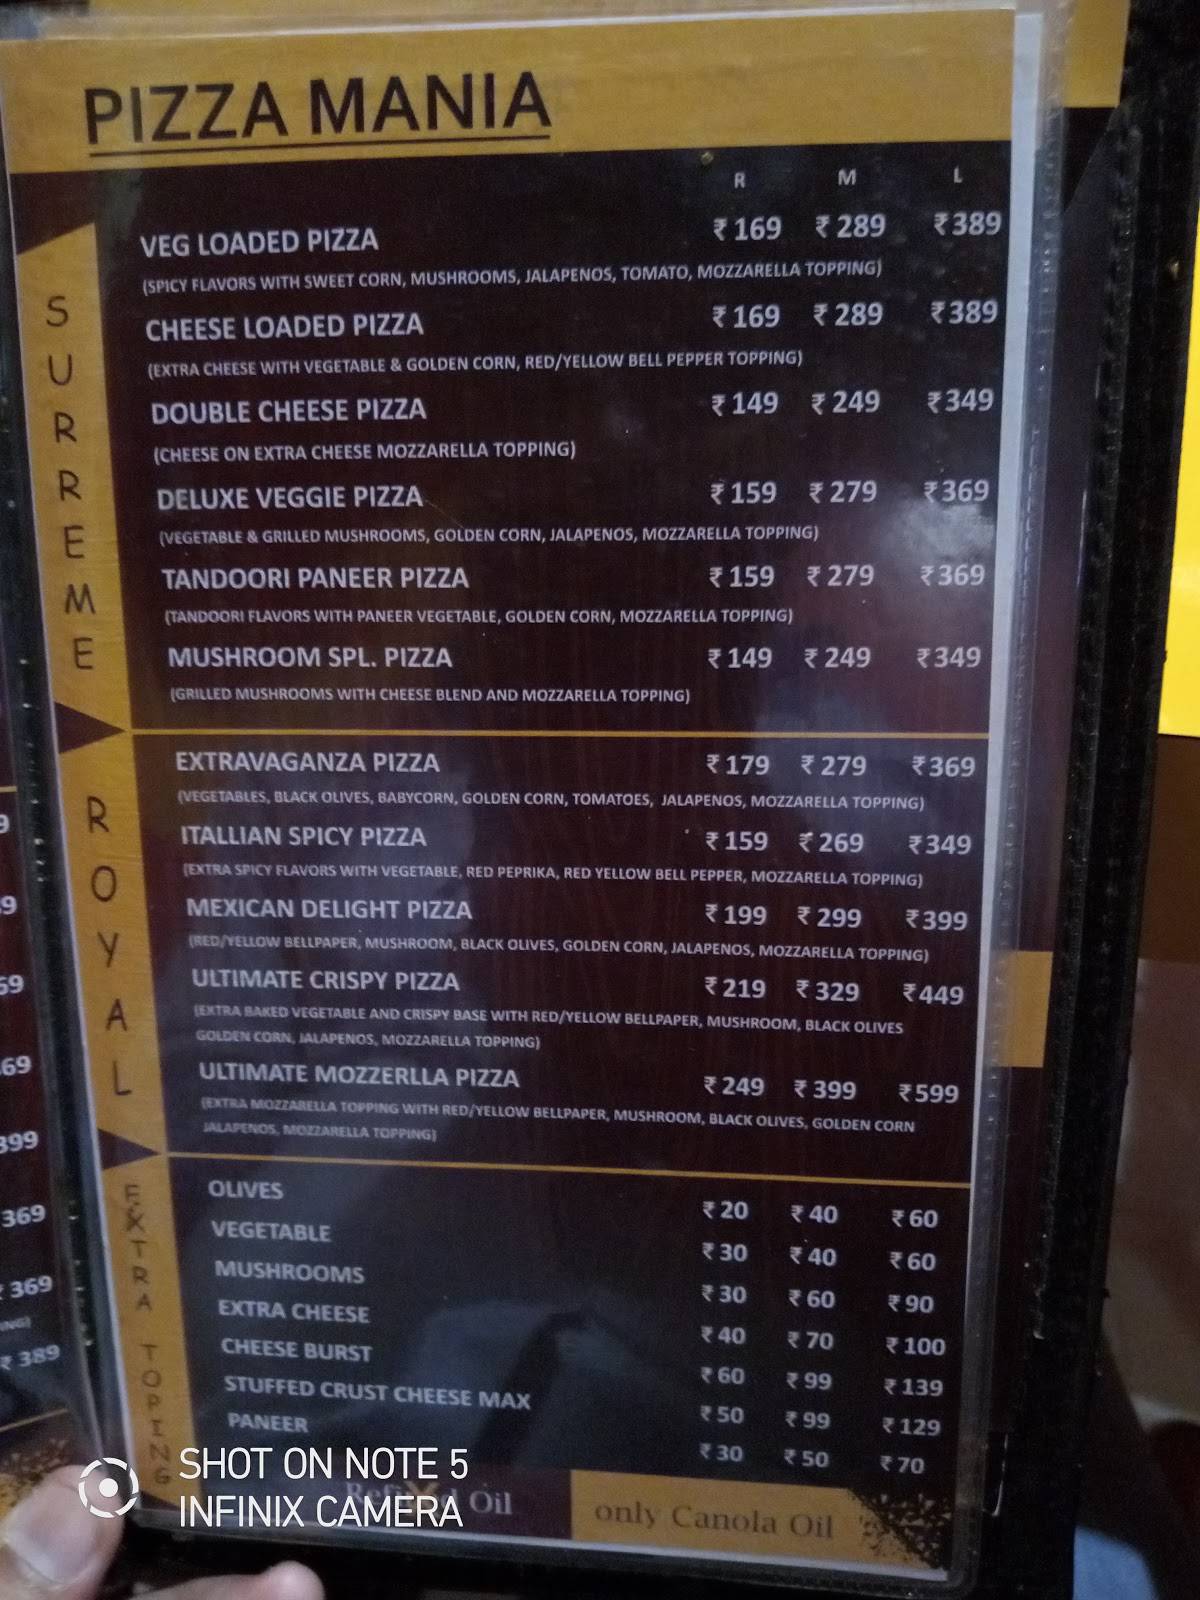 PIZZA MANIA
R M L
SURREME
VEG LOADED PIZZA ₹ 169 ₹ 289 ₹389
(SPICY FLAVORS WITH SWEET CORN, MUSHROOMS, JALAPENOS, TOMATO, MOZZARELLA TOPPING)
CHEESE LOADED PIZZA ₹ 169 ₹ 289 ₹389
(EXTRA CHEESE WITH VEGETABLE & GOLDEN CORN, RED/YELLOW BELL PEPPER TOPPING)
DOUBLE CHEESE PIZZA ₹ 149 ₹ 249 ₹349
(CHEESE ON EXTRA CHEESE MOZZARELLA TOPPING)
DELUXE VEGGIE PIZZA ₹ 159 ₹ 279 ₹369
(VEGETABLE & GRILLED MUSHROOMS, GOLDEN CORN, JALAPENOS, MOZZARELLA TOPPING)
TANDOORI PANEER PIZZA ₹ 159 ₹ 279 ₹369
(TANDOORI FLAVORS WITH PANEER VEGETABLE, GOLDEN CORN, MOZZARELLA TOPPING)
MUSHROOM SPL. PIZZA ₹ 149 ₹ 249 ₹349
(GRILLED MUSHROOMS WITH CHEESE BLEND AND MOZZARELLA TOPPING)
ROYAL
EXTRAVAGANZA PIZZA ₹ 179 ₹ 279 ₹369
(VEGETABLES, BLACK OLIVES, BABYCORN, GOLDEN CORN, TOMATOES, JALAPENOS, MOZZARELLA TOPPING)
ITALLIAN SPICY PIZZA ₹ 159 ₹ 269 ₹349
(EXTRA SPICY FLAVORS WITH VEGETABLE, RED PEPRIKA, RED YELLOW BELL PEPPER, MOZZARELLA TOPPING)
MEXICAN DELIGHT PIZZA ₹ 199 ₹ 299 ₹399
(RED/YELLOW BELLPAPER, MUSHROOM, BLACK OLIVES, GOLDEN CORN, JALAPENOS, MOZZARELLA TOPPING)
ULTIMATE CRISPY PIZZA ₹ 219 ₹ 329 ₹449
(EXTRA BAKED VEGETABLE AND CRISPY BASE WITH RED/YELLOW BELLPAPER, MUSHROOM, BLACK OLIVES
GOLDEN CORN, JALAPENOS, MOZZARELLA TOPPING)
ULTIMATE MOZZERLLA PIZZA ₹ 249 ₹ 399 ₹599
(EXTRA MOZZARELLA TOPPING WITH RED/YELLOW BELLPAPER, MUSHROOM, BLACK OLIVES, GOLDEN CORN
JALAPENOS, MOZZARELLA TOPPING)
EXTRA TOPING
OLIVES ₹ 20 ₹ 40 ₹ 60
VEGETABLE ₹ 30 ₹ 40 ₹ 60
MUSHROOMS ₹ 30 ₹ 60 ₹ 90
EXTRA CHEESE ₹ 40 ₹ 70 ₹ 100
CHEESE BURST ₹ 60 ₹ 99 ₹ 139
STUFFED CRUST CHEESE MAX ₹ 50 ₹ 99 ₹ 129
PANEER ₹ 30 ₹ 50 ₹ 70
Oil only Canola Oil
369
₹ 369
₹ 389
SHOT ON NOTE 5
INFINIX CAMERA